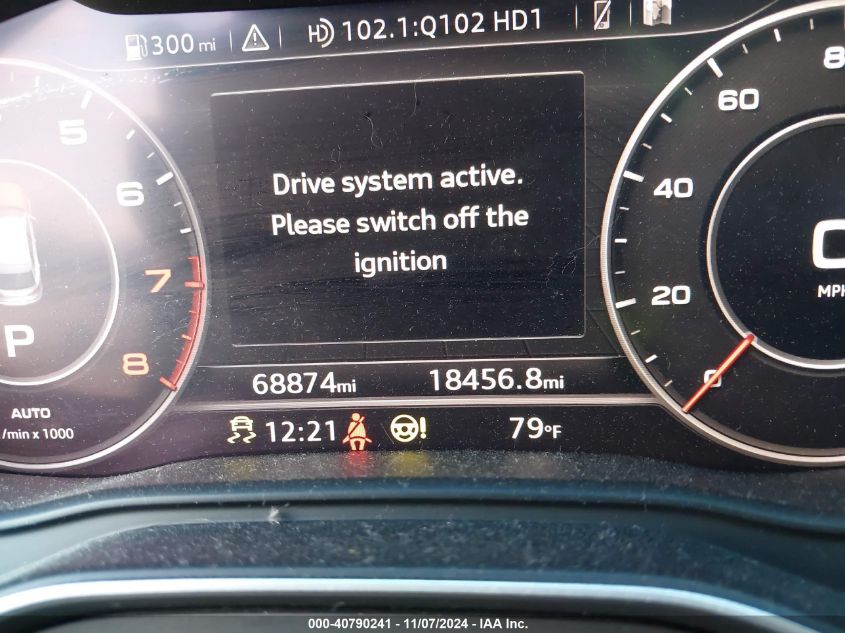 300 mi
HD 102.1:Q102 HD1
5
6
7
8
P
AUTO
/min x 1000
Drive system active.
Please switch off the
ignition
60
40
20
0
MPH
68874mi
18456.8mi
12:21
79°F
000-40790241 - 11/07/2024 - IAA Inc.